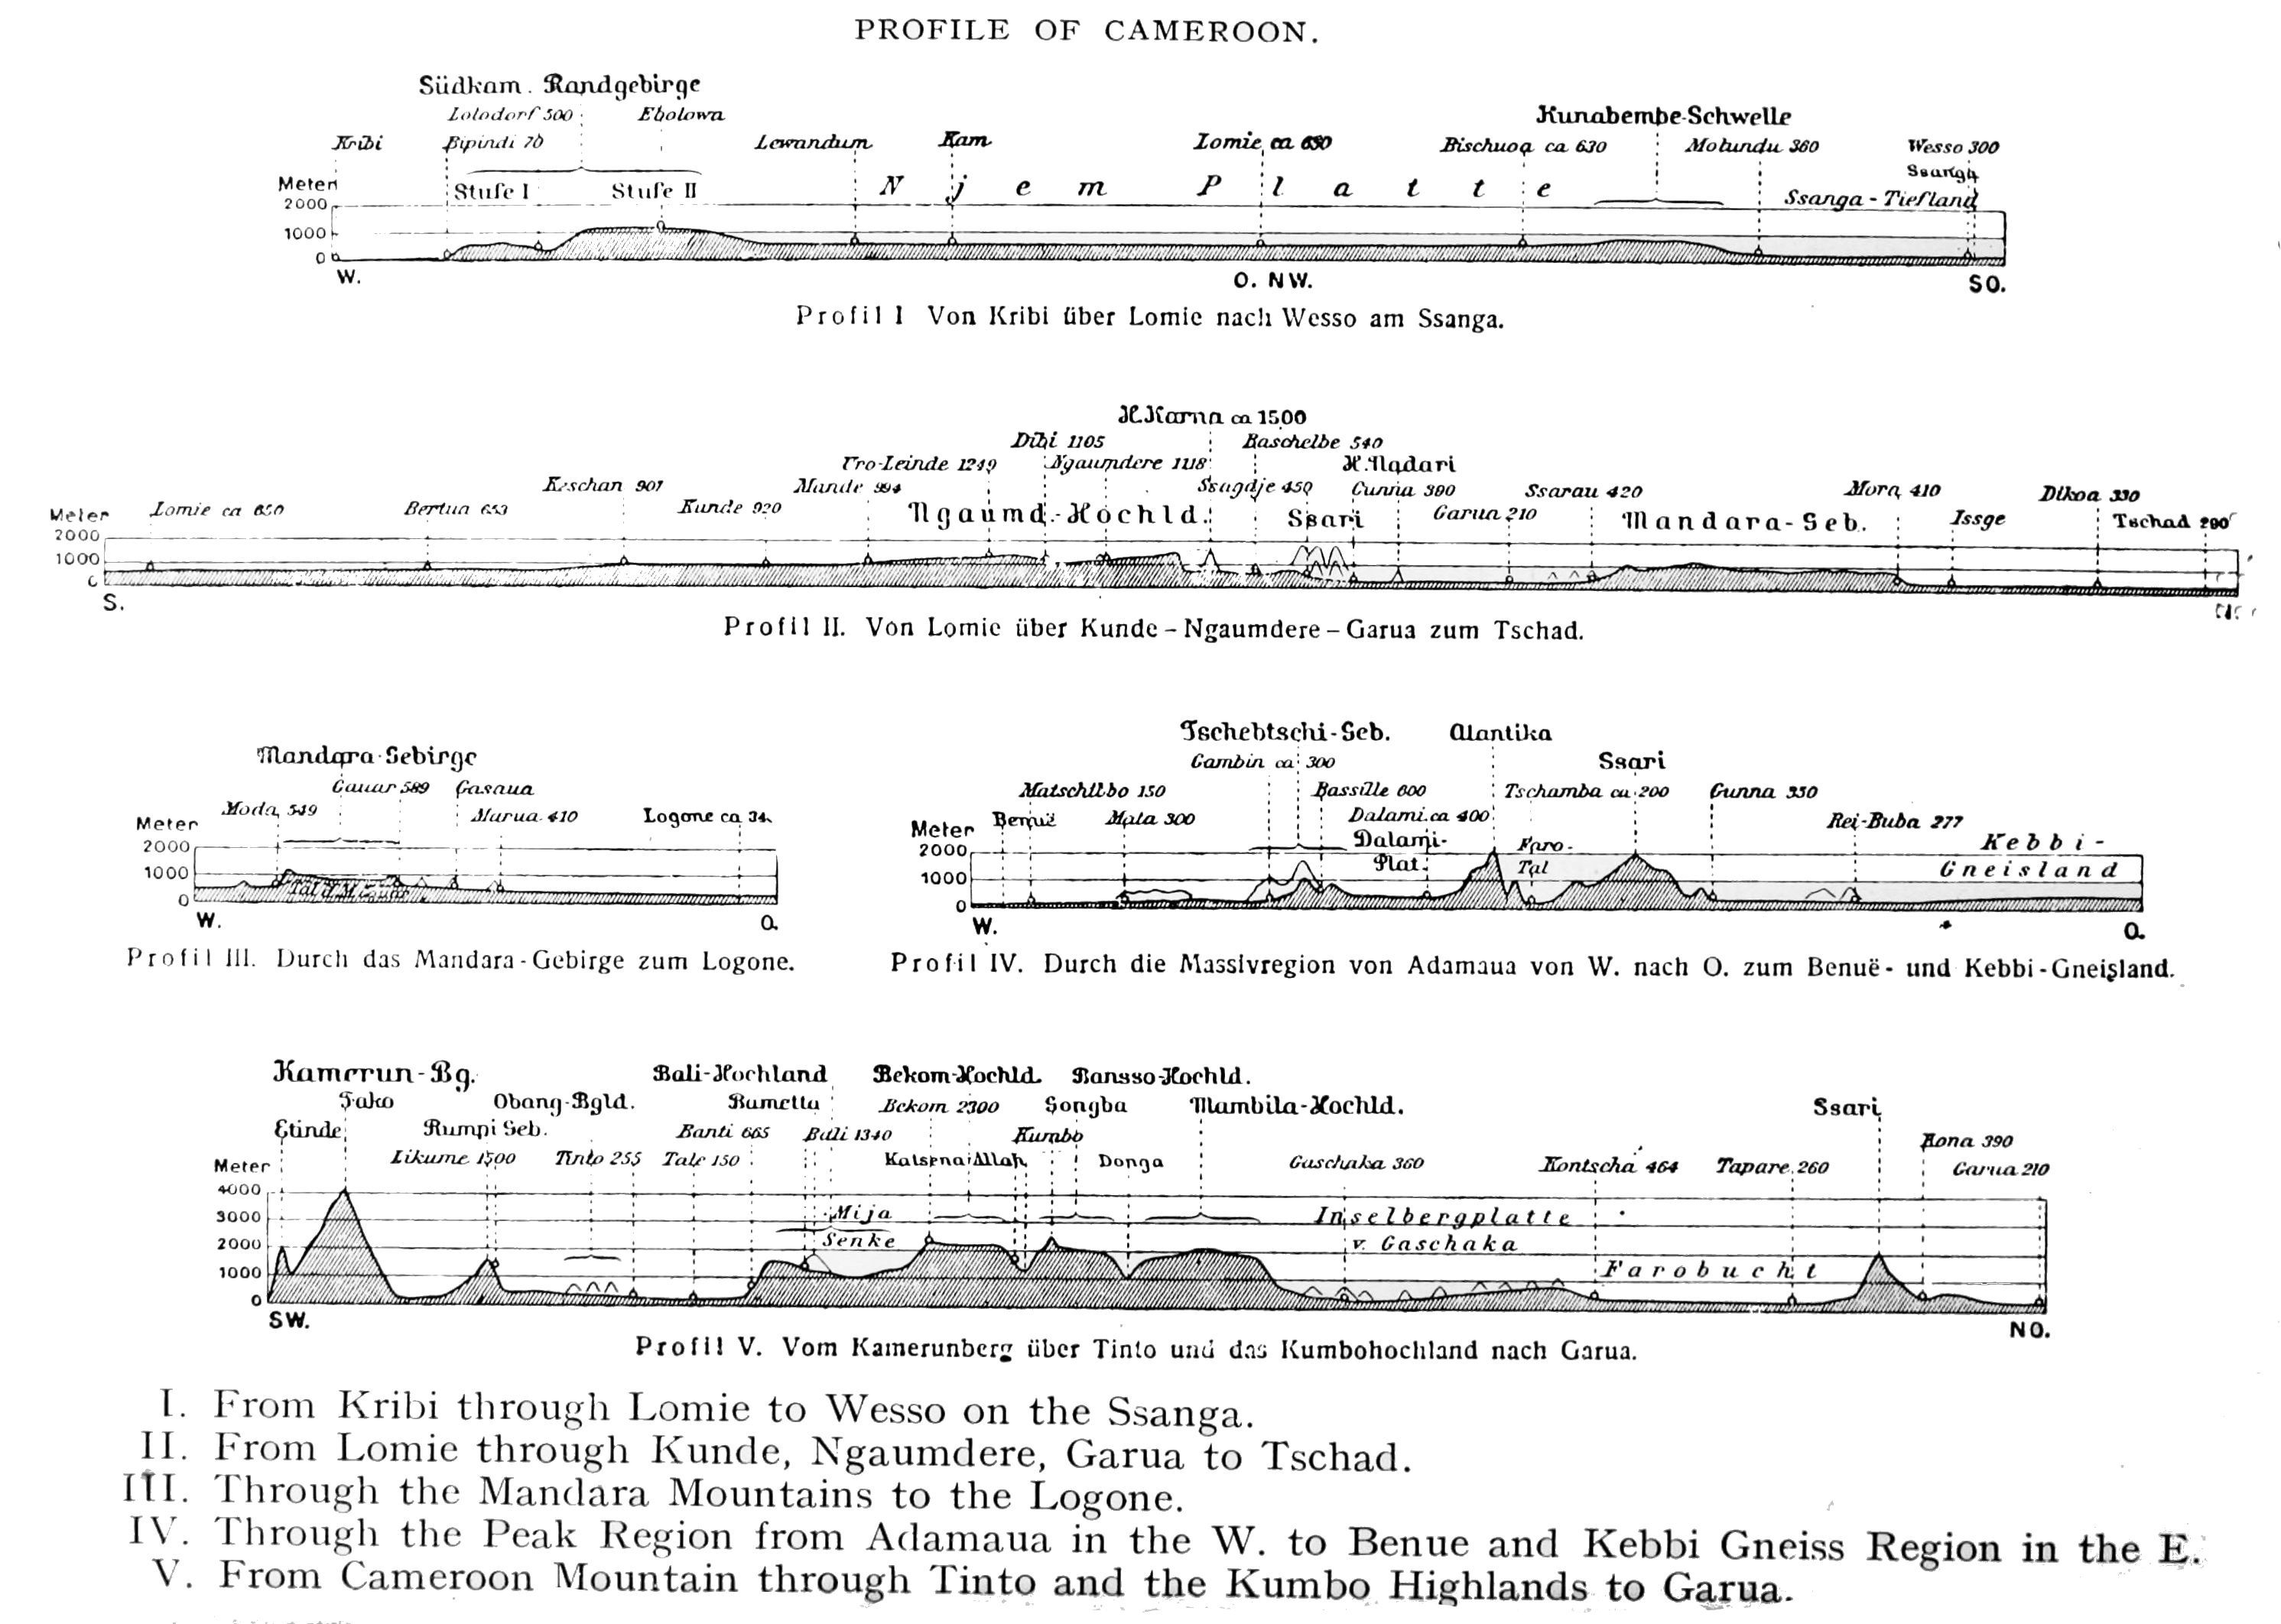 PROFILE OF CAMEROON.
Südkam. Randgebirge
Lolodorf 500 Ebolowa Kunabembe-Schwelle
Kribi Bipindi 76 Lewandum Kam Lomie ca Bischuoa ca 630 Molundu 360 Wesso 300
Ssanga
Meter Stufe I Stufe II Njem Platte Ssanga-Tiefland
2000
1000
0
W. O. NW. SO.
Profil I Von Kribi über Lomie nach Wesso am Ssanga.
H.Karna ca 1500
Dibi 1105 Baschelbe 540
Uro-Leinde 1249 Ngaumdere 1118 H.Nadari
Keschan 901 Mande 994 Ssagdje 450 Gunna 390 Ssarau 420 Mora 410 Dikoa 330
Meter Lomie ca 650 Bertua 653 Kunde 920 Ngaumd.-Hochld. Ssari Garua 210 Mandara-Geb. Issge Tschad 290
2000
1000
0
S. N.
Profil II. Von Lomie über Kunde-Ngaumdere-Garua zum Tschad.
Mandara-Gebirge
Gauar 589 Gasaua
Moda 549 Marua 410 Logone ca
Meter
2000
1000
0
W. O.
Profil III. Durch das Mandara-Gebirge zum Logone.
Tschebtschi-Geb. Alantika
Gambin ca 300 Ssari
Matschibbo 150 Bassille 600 Tschamba ca 200 Gunna 350
Benuë Mala 300 Dalami ca 400 Rei-Buba 277
Meter Dalami- Faro- Kebbi-
2000 Plat. Tal Gneisland
1000
0
W. O.
Profil IV. Durch die Massivregion von Adamaua von W. nach O. zum Benuë- und Kebbi-Gneisland.
Kamerun-Bg. Bali-Hochland Bekom-Hochld. Bansso-Hochld.
Fako Obang-Bgld. Bametta Bekom 2300 Songba Mambila-Hochld. Ssari
Etinde Rumpi Geb. Banti 665 Bali 1340 Kumbo Rona 390
Meter Likume 1500 Tinto 255 Tale 150 Katsena-Allah Donga Gaschaka 360 Kontscha 464 Tapare 260 Garua 210
4000
3000 Mija Inselbergplatte
2000 Senke v. Gaschaka
1000 Farobucht
0
SW. NO.
Profil V. Vom Kamerunberg über Tinto und das Kumbohochland nach Garua.
I. From Kribi through Lomie to Wesso on the Ssanga.
II. From Lomie through Kunde, Ngaumdere, Garua to Tschad.
III. Through the Mandara Mountains to the Logone.
IV. Through the Peak Region from Adamaua in the W. to Benue and Kebbi Gneiss Region in the E.
V. From Cameroon Mountain through Tinto and the Kumbo Highlands to Garua.